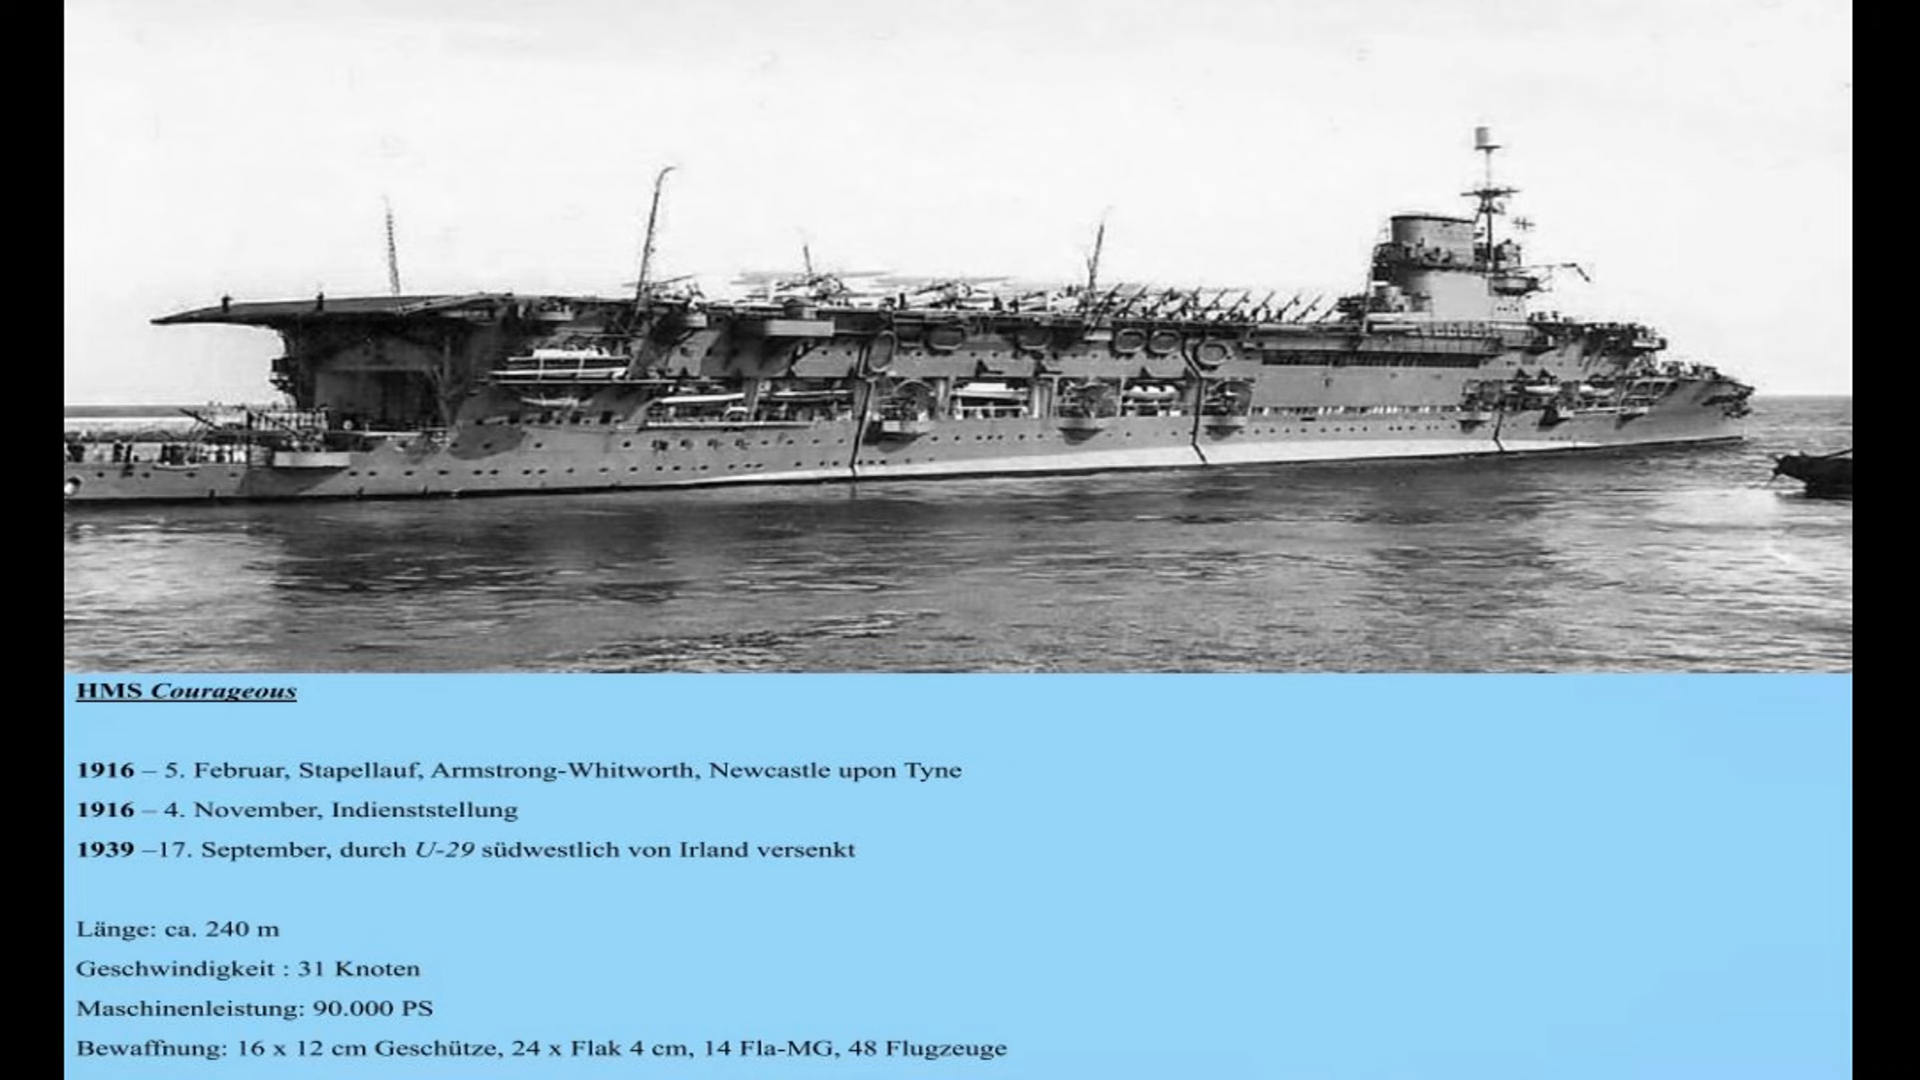 HMS Courageous
1916 – 5. Februar, Stapellauf, Armstrong-Whitworth, Newcastle upon Tyne
1916 – 4. November, Indienststellung
1939 –17. September, durch U-29 südwestlich von Irland versenkt
Länge: ca. 240 m
Geschwindigkeit : 31 Knoten
Maschinenleistung: 90.000 PS
Bewaffnung: 16 x 12 cm Geschütze, 24 x Flak 4 cm, 14 Fla-MG, 48 Flugzeuge